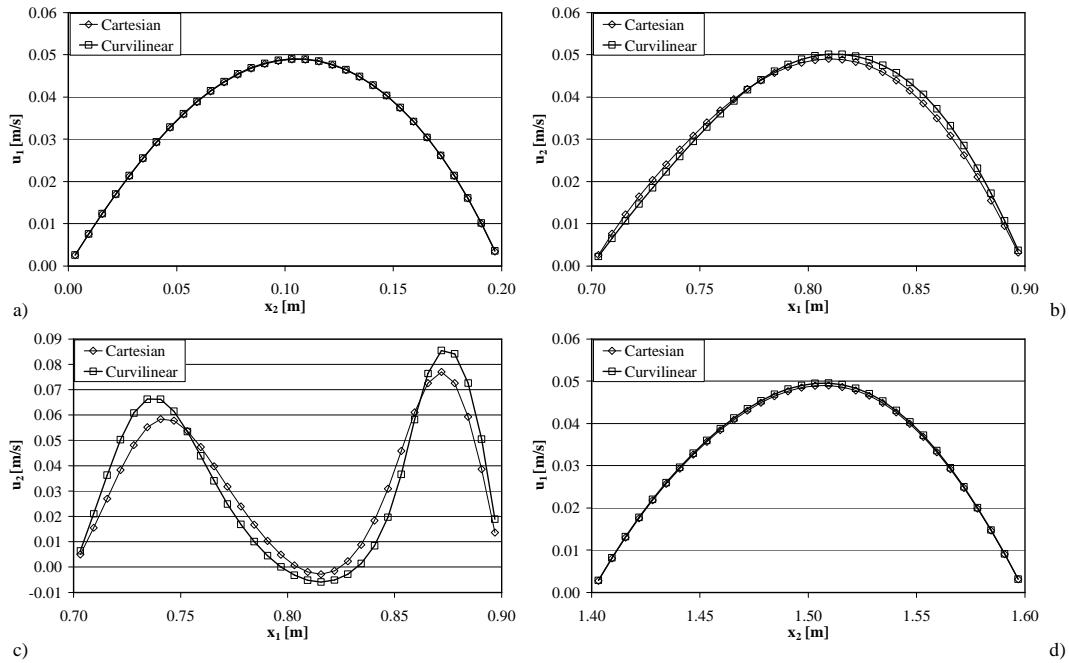 0.06
0.05
0.04
0.03
0.02
0.01
0.00
u₁ [m/s]
Cartesian
Curvilinear
0.00 0.05 0.10 0.15 0.20
x₂ [m]
a)
0.06
0.05
0.04
0.03
0.02
0.01
0.00
u₂ [m/s]
Cartesian
Curvilinear
0.70 0.75 0.80 0.85 0.90
x₁ [m]
b)
0.09
0.08
0.07
0.06
0.05
0.04
0.03
0.02
0.01
0.00
-0.01
u₂ [m/s]
Cartesian
Curvilinear
0.70 0.75 0.80 0.85 0.90
x₁ [m]
c)
0.06
0.05
0.04
0.03
0.02
0.01
0.00
u₁ [m/s]
Cartesian
Curvilinear
1.40 1.45 1.50 1.55 1.60
x₂ [m]
d)